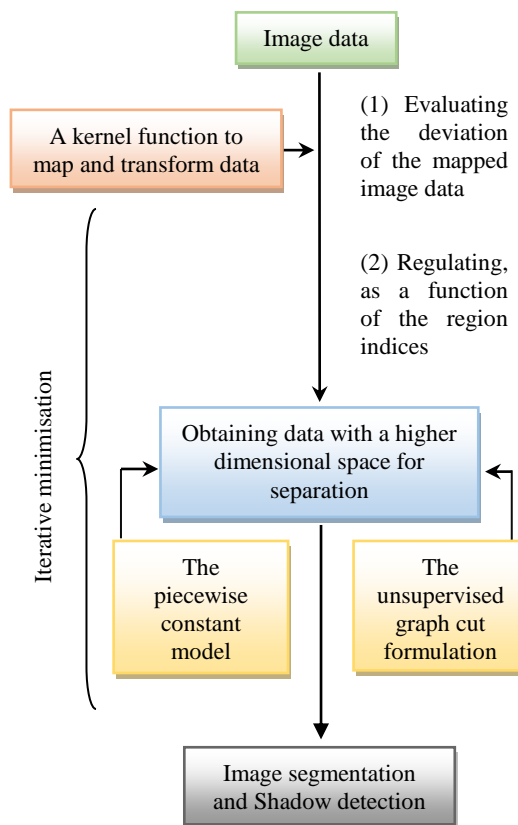 Image data
(1) Evaluating
the deviation
of the mapped
image data
A kernel function to
map and transform data
(2) Regulating,
as a function
of the region
indices
Iterative minimisation
Obtaining data with a higher
dimensional space for
separation
The
piecewise
constant
model
The
unsupervised
graph cut
formulation
Image segmentation
and Shadow detection